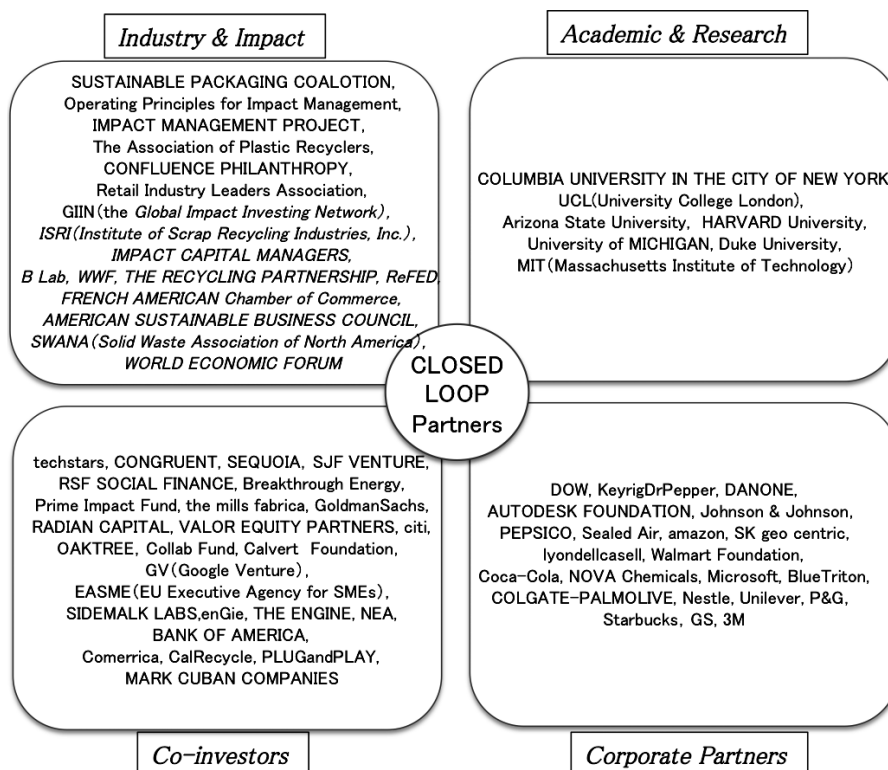 Industry & Impact
SUSTAINABLE PACKAGING COALOTION,
Operating Principles for Impact Management,
IMPACT MANAGEMENT PROJECT,
The Association of Plastic Recyclers,
CONFLUENCE PHILANTHROPY,
Retail Industry Leaders Association,
GIIN(the Global Impact Investing Network),
ISRI(Institute of Scrap Recycling Industries, Inc.),
IMPACT CAPITAL MANAGERS,
B Lab, WWF, THE RECYCLING PARTNERSHIP, ReFED,
FRENCH AMERICAN Chamber of Commerce,
AMERICAN SUSTAINABLE BUSINESS COUNCIL,
SWANA(Solid Waste Association of North America),
WORLD ECONOMIC FORUM
Academic & Research
COLUMBIA UNIVERSITY IN THE CITY OF NEW YORK
UCL(University College London),
Arizona State University, HARVARD University,
University of MICHIGAN, Duke University,
MIT(Massachusetts Institute of Technology)
CLOSED
LOOP
Partners
techstars, CONGRUENT, SEQUOIA, SJF VENTURE,
RSF SOCIAL FINANCE, Breakthrough Energy,
Prime Impact Fund, the mills fabrica, GoldmanSachs,
RADIAN CAPITAL, VALOR EQUITY PARTNERS, citi,
OAKTREE, Collab Fund, Calvert Foundation,
GV(Google Venture),
EASME(EU Executive Agency for SMEs),
SIDEMALK LABS,enGie, THE ENGINE, NEA,
BANK OF AMERICA,
Comerrica, CalRecycle, PLUGandPLAY,
MARK CUBAN COMPANIES
Co-investors
DOW, KeyrigDrPepper, DANONE,
AUTODESK FOUNDATION, Johnson & Johnson,
PEPSICO, Sealed Air, amazon, SK geo centric,
lyondellcasell, Walmart Foundation,
Coca-Cola, NOVA Chemicals, Microsoft, BlueTriton,
COLGATE-PALMOLIVE, Nestle, Unilever, P&G,
Starbucks, GS, 3M
Corporate Partners